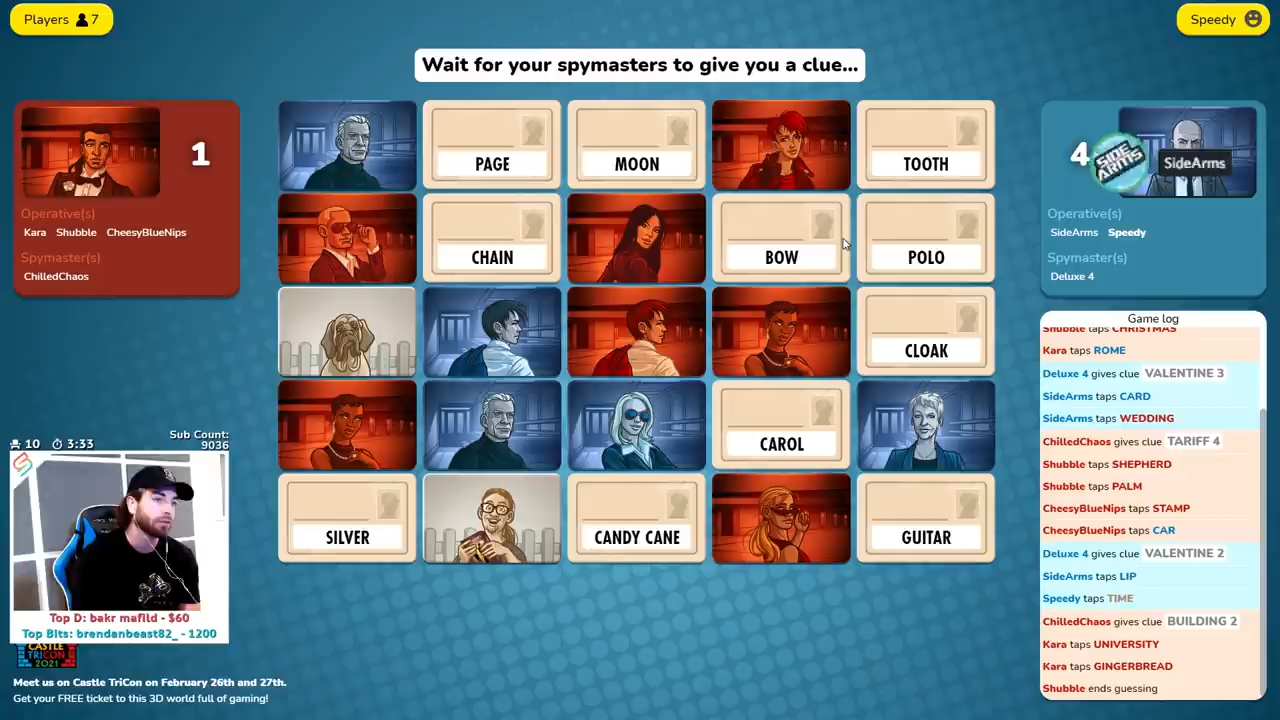 Players 7
Speedy
Wait for your spymasters to give you a clue...
1
Operative(s)
Kara Shubble CheesyBlueNips
Spymaster(s)
ChilledChaos
PAGE
MOON
TOOTH
CHAIN
BOW
POLO
CLOAK
CAROL
SILVER
CANDY CANE
GUITAR
4
SIDE ARMS
SideArms
Operative(s)
SideArms Speedy
Spymaster(s)
Deluxe 4
Game log
Shubble taps CHRISTMAS
Kara taps ROME
Deluxe 4 gives clue VALENTINE 3
SideArms taps CARD
SideArms taps WEDDING
ChilledChaos gives clue TARIFF 4
Shubble taps SHEPHERD
Shubble taps PALM
CheesyBlueNips taps STAMP
CheesyBlueNips taps CAR
Deluxe 4 gives clue VALENTINE 2
SideArms taps LIP
Speedy taps TIME
ChilledChaos gives clue BUILDING 2
Kara taps UNIVERSITY
Kara taps GINGERBREAD
Shubble ends guessing
10 3:33
Sub Count:
9036
Top D: bakr mafild - $60
Top Bits: brendanbeast82_ - 1200
CASTLE
TRICON
2021
Meet us on Castle TriCon on February 26th and 27th.
Get your FREE ticket to this 3D world full of gaming!